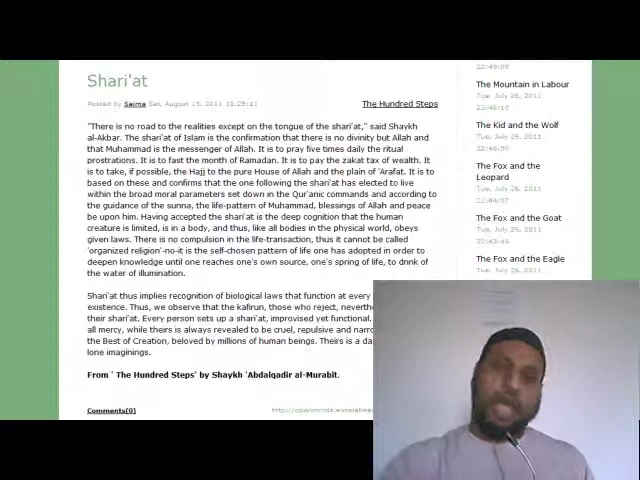 Shari'at
Posted by Saima Sat, August 13, 2011
The Hundred Steps
"There is no road to the realities except on the tongue of the shari'at," said Shaykh
al-Akbar. The shari'at of Islam is the confirmation that there is no divinity but Allah and
that Muhammad is the messenger of Allah. It is to pray five times daily the ritual
prostrations. It is to fast the month of Ramadan. It is to pay the zakat tax of wealth. It
is to take, if possible, the Hajj to the pure House of Allah and the plain of 'Arafat. It is to
based on these and confirms that the one following the shari'at has elected to live
within the broad moral parameters set down in the Qur'anic commands and according to
the guidance of the sunna, the life-pattern of Muhammad, blessings of Allah and peace
be upon him. Having accepted the shari'at is the deep cognition that the human
creature is limited, is in a body, and thus, like all bodies in the physical world, obeys
given laws. There is no compulsion in the life-transaction, thus it cannot be called
'organized religion'-no-it is the self-chosen pattern of life one has adopted in order to
deepen knowledge until one reaches one's own source, one's spring of life, to drink of
the water of illumination.
Shari'at thus implies recognition of biological laws that function at every
existence. Thus, we observe that the kafirun, those who reject,
their shari'at. Every person sets up a shari'at, improvised yet functional.
all mercy, while theirs is always revealed to be cruel, repulsive and
the Best of Creation, beloved by millions of human beings. Theirs is a
lone imaginings.
From ' The Hundred Steps' by Shaykh 'Abdalqadir al-Murabit.
Comments(0)
22:49:59
The Mountain in Labour
Tue, July 26, 2011
22:48:10
The Kid and the Wolf
Tue, July 26, 2011
22:46:50
The Fox and the
Leopard
Tue, July 26, 2011
22:44:57
The Fox and the Goat
Tue, July 26, 2011
The Fox and the Eagle
Tue, July 26, 2011